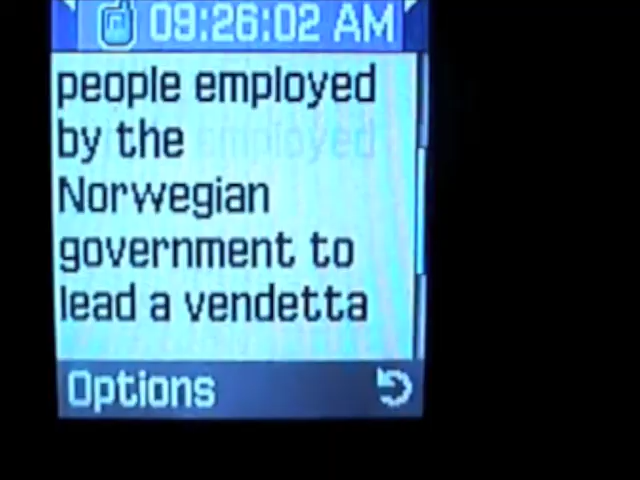 09:26:02 AM
people employed
by the
Norwegian
government to
lead a vendetta
Options